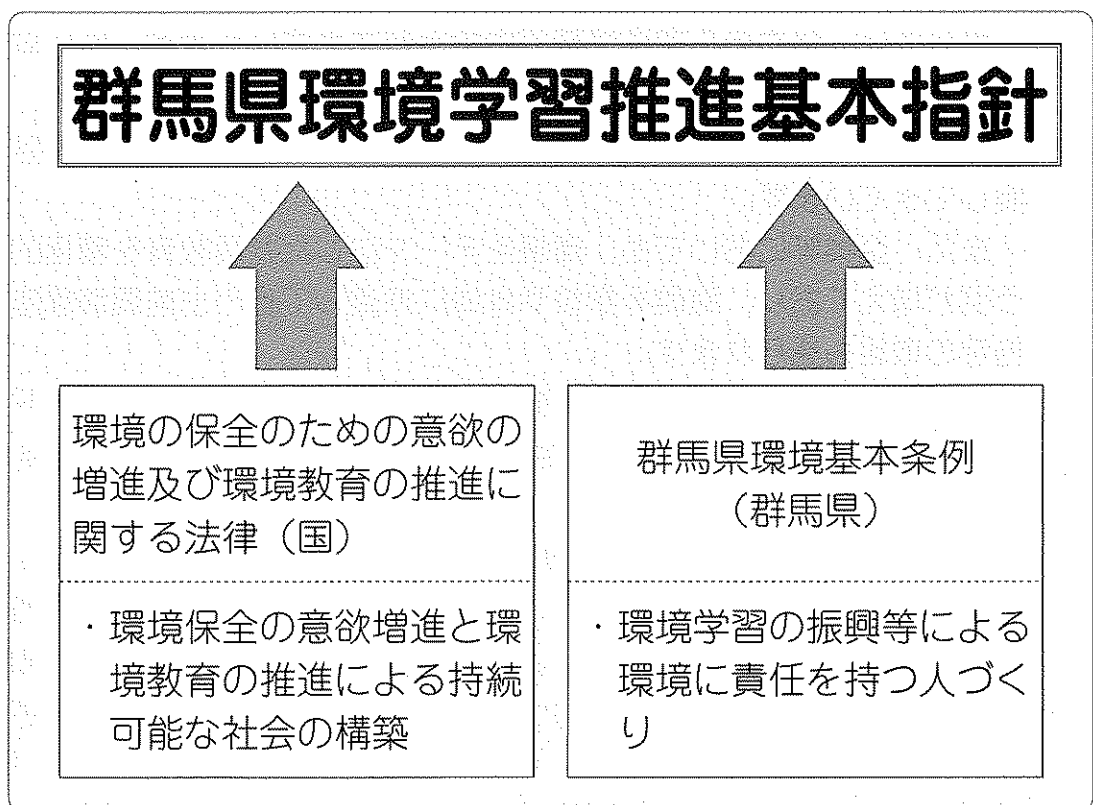 群馬県環境学習推進基本指針
環境の保全のための意欲の
増進及び環境教育の推進に
関する法律（国）
・環境保全の意欲増進と環
境教育の推進による持続
可能な社会の構築
群馬県環境基本条例
（群馬県）
・環境学習の振興等による
環境に責任を持つ人づく
り